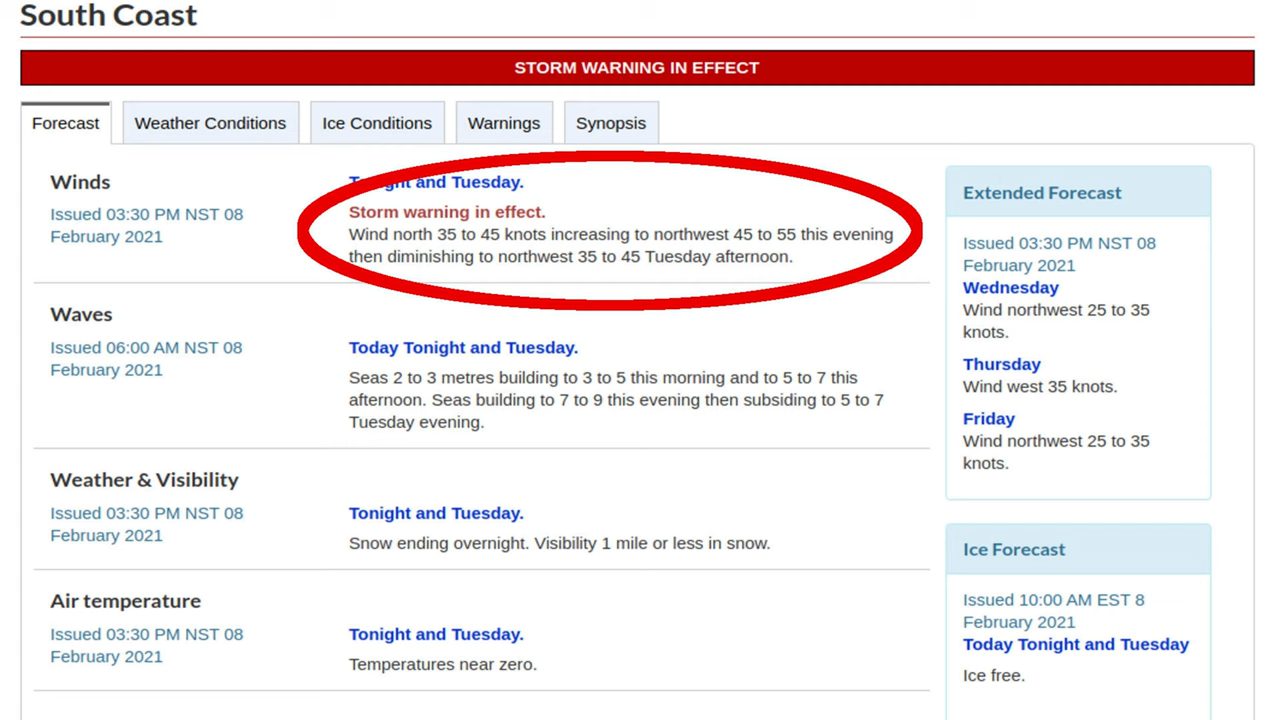 South Coast
STORM WARNING IN EFFECT
Forecast
Weather Conditions
Ice Conditions
Warnings
Synopsis
Winds
Issued 03:30 PM NST 08
February 2021
Tonight and Tuesday.
Storm warning in effect.
Wind north 35 to 45 knots increasing to northwest 45 to 55 this evening
then diminishing to northwest 35 to 45 Tuesday afternoon.
Waves
Issued 06:00 AM NST 08
February 2021
Today Tonight and Tuesday.
Seas 2 to 3 metres building to 3 to 5 this morning and to 5 to 7 this
afternoon. Seas building to 7 to 9 this evening then subsiding to 5 to 7
Tuesday evening.
Weather & Visibility
Issued 03:30 PM NST 08
February 2021
Tonight and Tuesday.
Snow ending overnight. Visibility 1 mile or less in snow.
Air temperature
Issued 03:30 PM NST 08
February 2021
Tonight and Tuesday.
Temperatures near zero.
Extended Forecast
Issued 03:30 PM NST 08
February 2021
Wednesday
Wind northwest 25 to 35
knots.
Thursday
Wind west 35 knots.
Friday
Wind northwest 25 to 35
knots.
Ice Forecast
Issued 10:00 AM EST 8
February 2021
Today Tonight and Tuesday
Ice free.